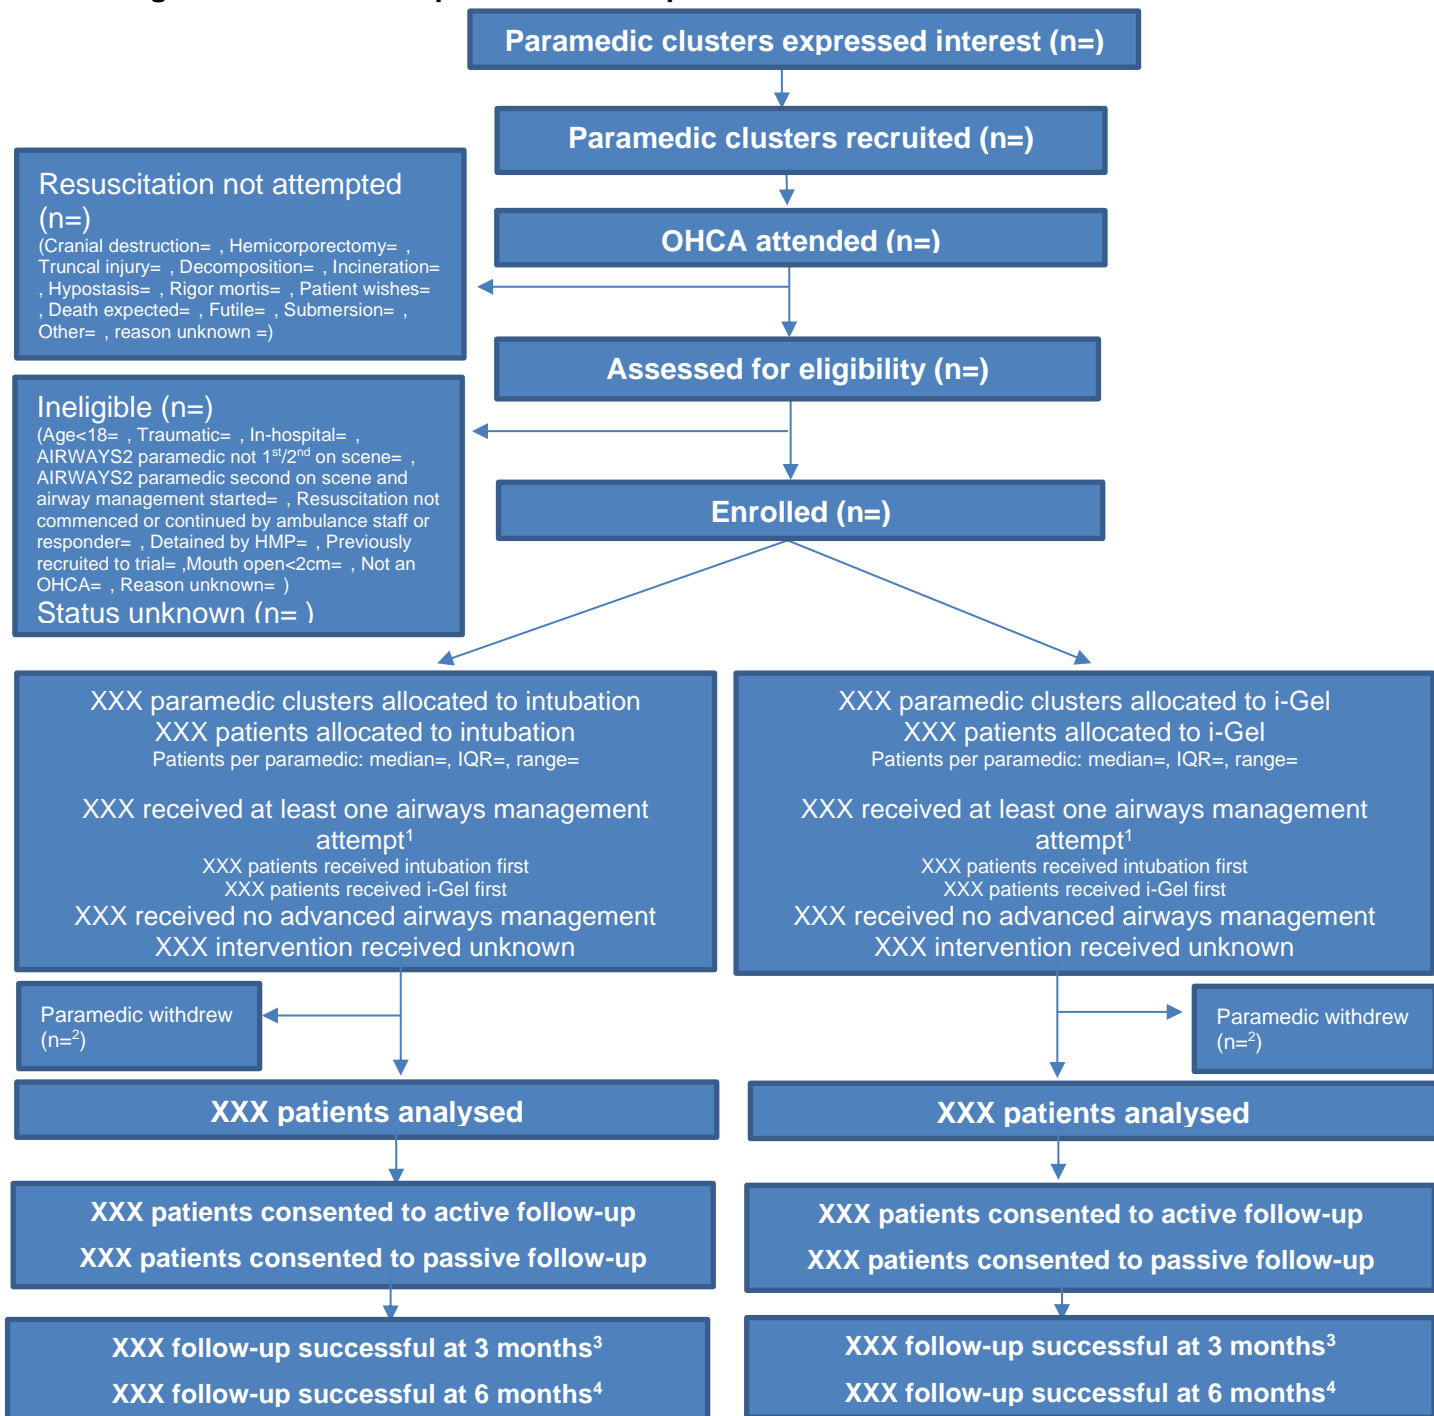 Paramedic clusters expressed interest (n=)
Paramedic clusters recruited (n=)
Resuscitation not attempted
(n=)
(Cranial destruction= , Hemicorporectomy= ,
Truncal injury= , Decomposition= , Incineration=
, Hypostasis= , Rigor mortis= , Patient wishes=
, Death expected= , Futile= , Submersion= ,
Other= , reason unknown =)
OHCA attended (n=)
Assessed for eligibility (n=)
Ineligible (n=)
(Age<18= , Traumatic= , In-hospital= ,
AIRWAYS2 paramedic not 1st/2nd on scene= ,
AIRWAYS2 paramedic second on scene and
airway management started= , Resuscitation not
commenced or continued by ambulance staff or
responder= , Detained by HMP= , Previously
recruited to trial= ,Mouth open<2cm= , Not an
OHCA= , Reason unknown= )
Status unknown (n= )
Enrolled (n=)
XXX paramedic clusters allocated to intubation
XXX patients allocated to intubation
Patients per paramedic: median=, IQR=, range=
XXX received at least one airways management
attempt1
XXX patients received intubation first
XXX patients received i-Gel first
XXX received no advanced airways management
XXX intervention received unknown
XXX paramedic clusters allocated to i-Gel
XXX patients allocated to i-Gel
Patients per paramedic: median=, IQR=, range=
XXX received at least one airways management
attempt1
XXX patients received intubation first
XXX patients received i-Gel first
XXX received no advanced airways management
XXX intervention received unknown
Paramedic withdrew
(n=2)
Paramedic withdrew
(n=2)
XXX patients analysed
XXX patients analysed
XXX patients consented to active follow-up
XXX patients consented to passive follow-up
XXX patients consented to active follow-up
XXX patients consented to passive follow-up
XXX follow-up successful at 3 months3
XXX follow-up successful at 6 months4
XXX follow-up successful at 3 months3
XXX follow-up successful at 6 months4